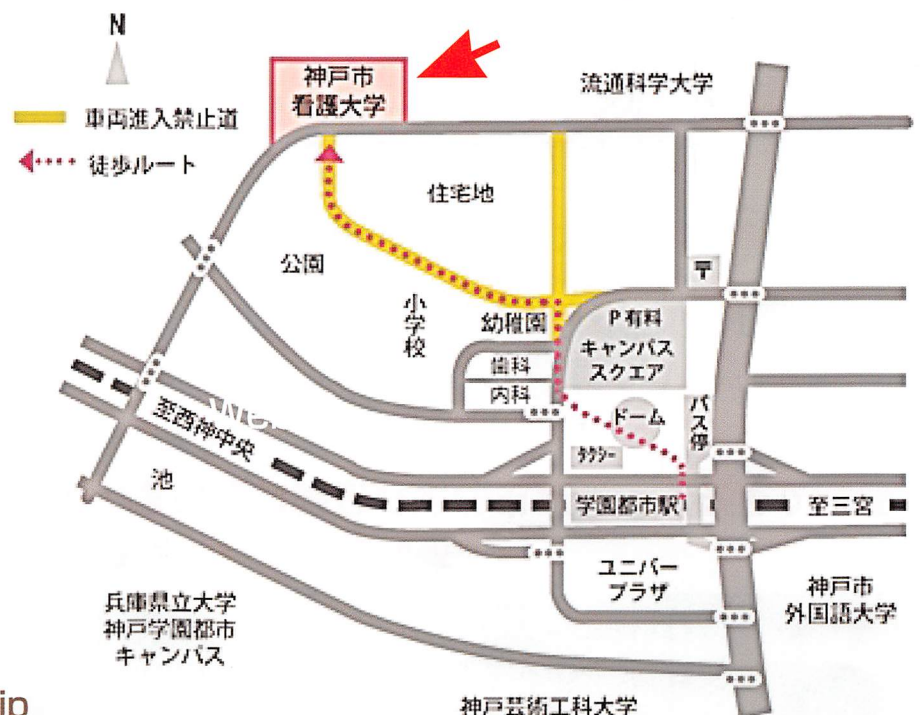 N
神戸市
看護大学
流通科学大学
車両進入禁止道
徒歩ルート
住宅地
公園
〒
小学校
幼稚園
P有料
キャンパス
スクエア
歯科
内科
ドーム
バス停
タクシー
至西神中央
池
学園都市駅
至三宮
ユニバー
プラザ
神戸市
外国語大学
兵庫県立大学
神戸学園都市
キャンパス
神戸芸術工科大学